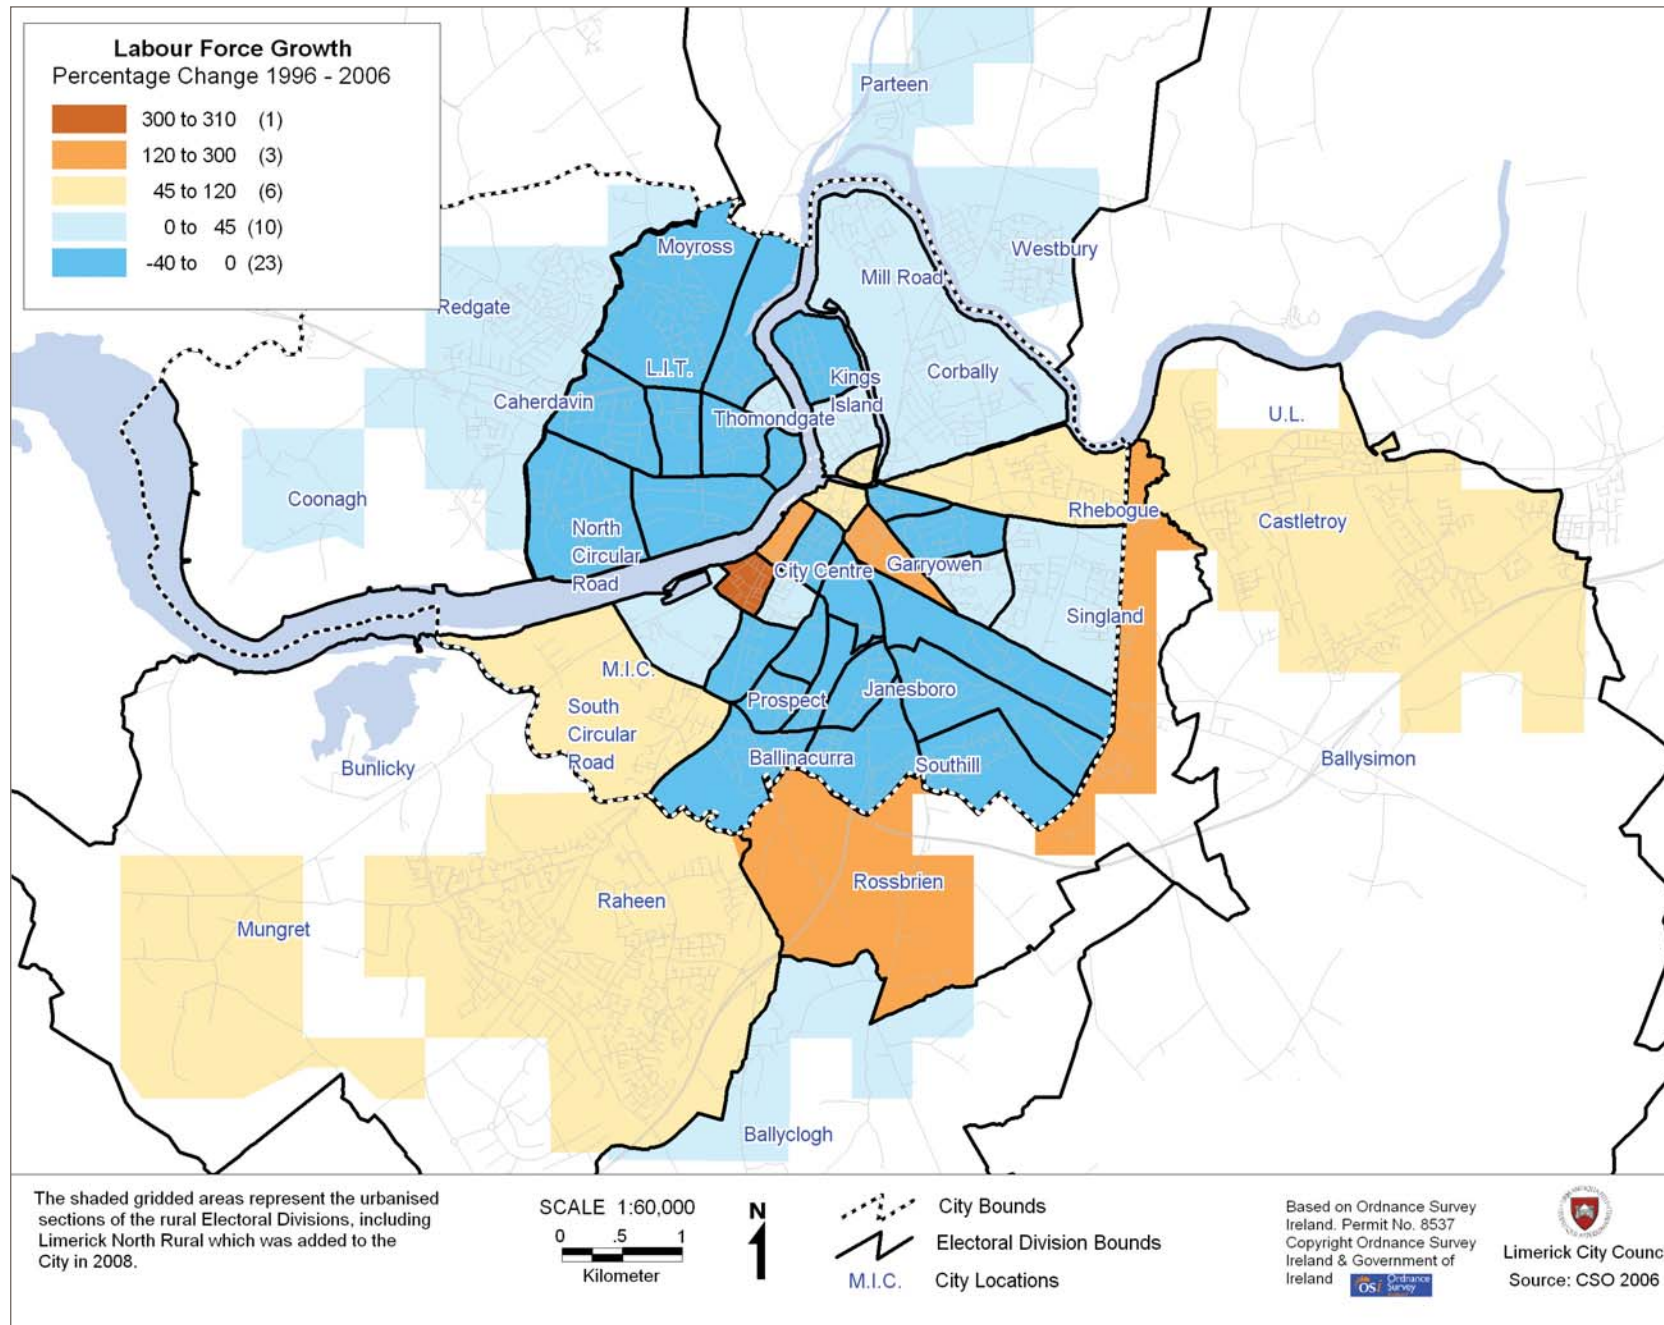 Labour Force Growth
Percentage Change 1996 - 2006
300 to 310 (1)
120 to 300 (3)
45 to 120 (6)
0 to 45 (10)
-40 to 0 (23)
Parteen
Moyross
Westbury
Mill Road
Redgate
L.I.T.
Kings
Island
Corbally
Caherdavin
Thomondgate
U.L.
Coonagh
Rhebogue
Castletroy
North
Circular
Road
City Centre
Garryowen
Singland
M.I.C.
South
Circular
Road
Prospect
Janesboro
Bunlicky
Ballinacurra
Southill
Ballysimon
Rossbrien
Raheen
Mungret
Ballyclogh
The shaded gridded areas represent the urbanised
sections of the rural Electoral Divisions, including
Limerick North Rural which was added to the
City in 2008.
SCALE 1:60,000
0 .5 1
Kilometer
N
City Bounds
Electoral Division Bounds
M.I.C. City Locations
Based on Ordnance Survey
Ireland. Permit No. 8537
Copyright Ordnance Survey
Ireland & Government of
Ireland
OSi Ordnance
Survey
Limerick City Counc
Source: CSO 2006